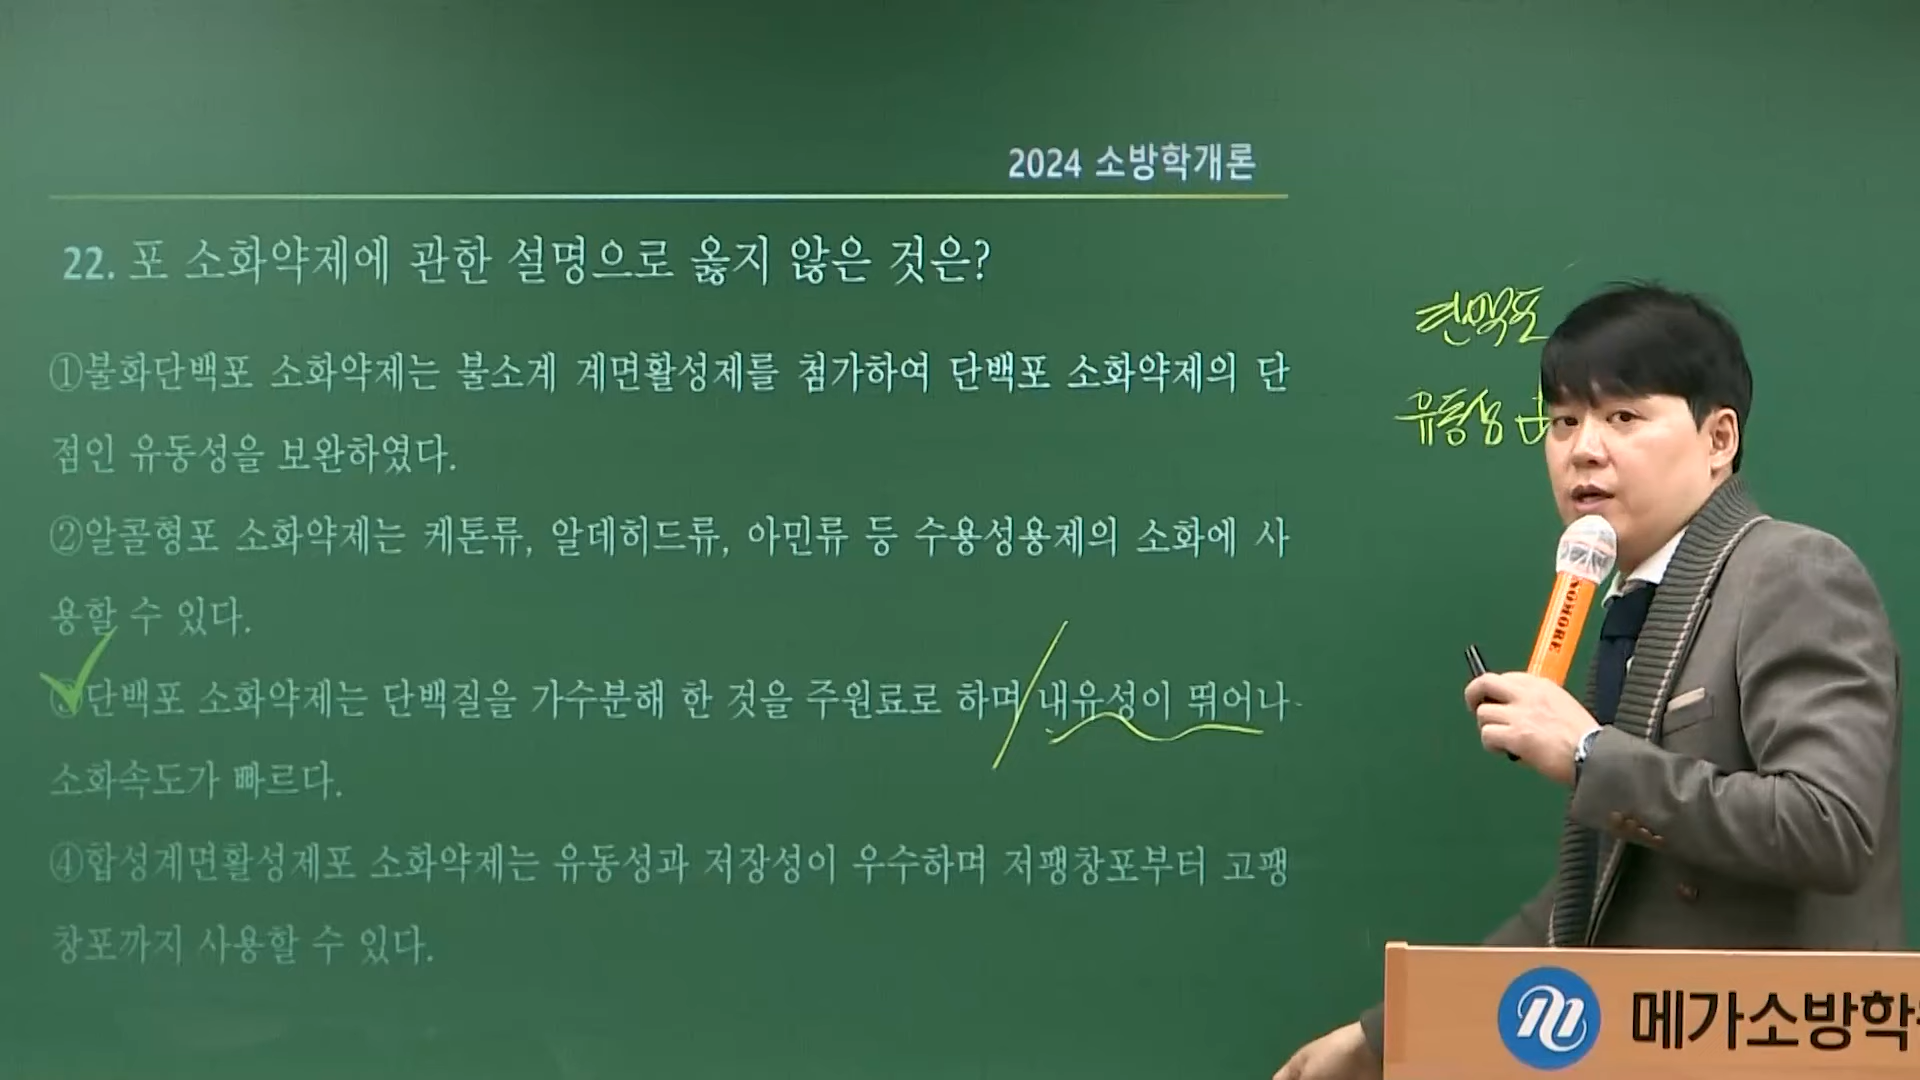 2024 소방학개론
22. 포 소화약제에 관한 설명으로 옳지 않은 것은?
①불화단백포 소화약제는 불소계 계면활성제를 첨가하여 단백포 소화약제의 단
점인 유동성을 보완하였다.
②알콜형포 소화약제는 케톤류, 알데히드류, 아민류 등 수용성용제의 소화에 사
용할 수 있다.
③단백포 소화약제는 단백질을 가수분해 한 것을 주원료로 하며 내유성이 뛰어나
소화속도가 빠르다.
④합성계면활성제포 소화약제는 유동성과 저장성이 우수하며 저팽창포부터 고팽
창포까지 사용할 수 있다.
단백포
유동성
NOMORE
메가소방학